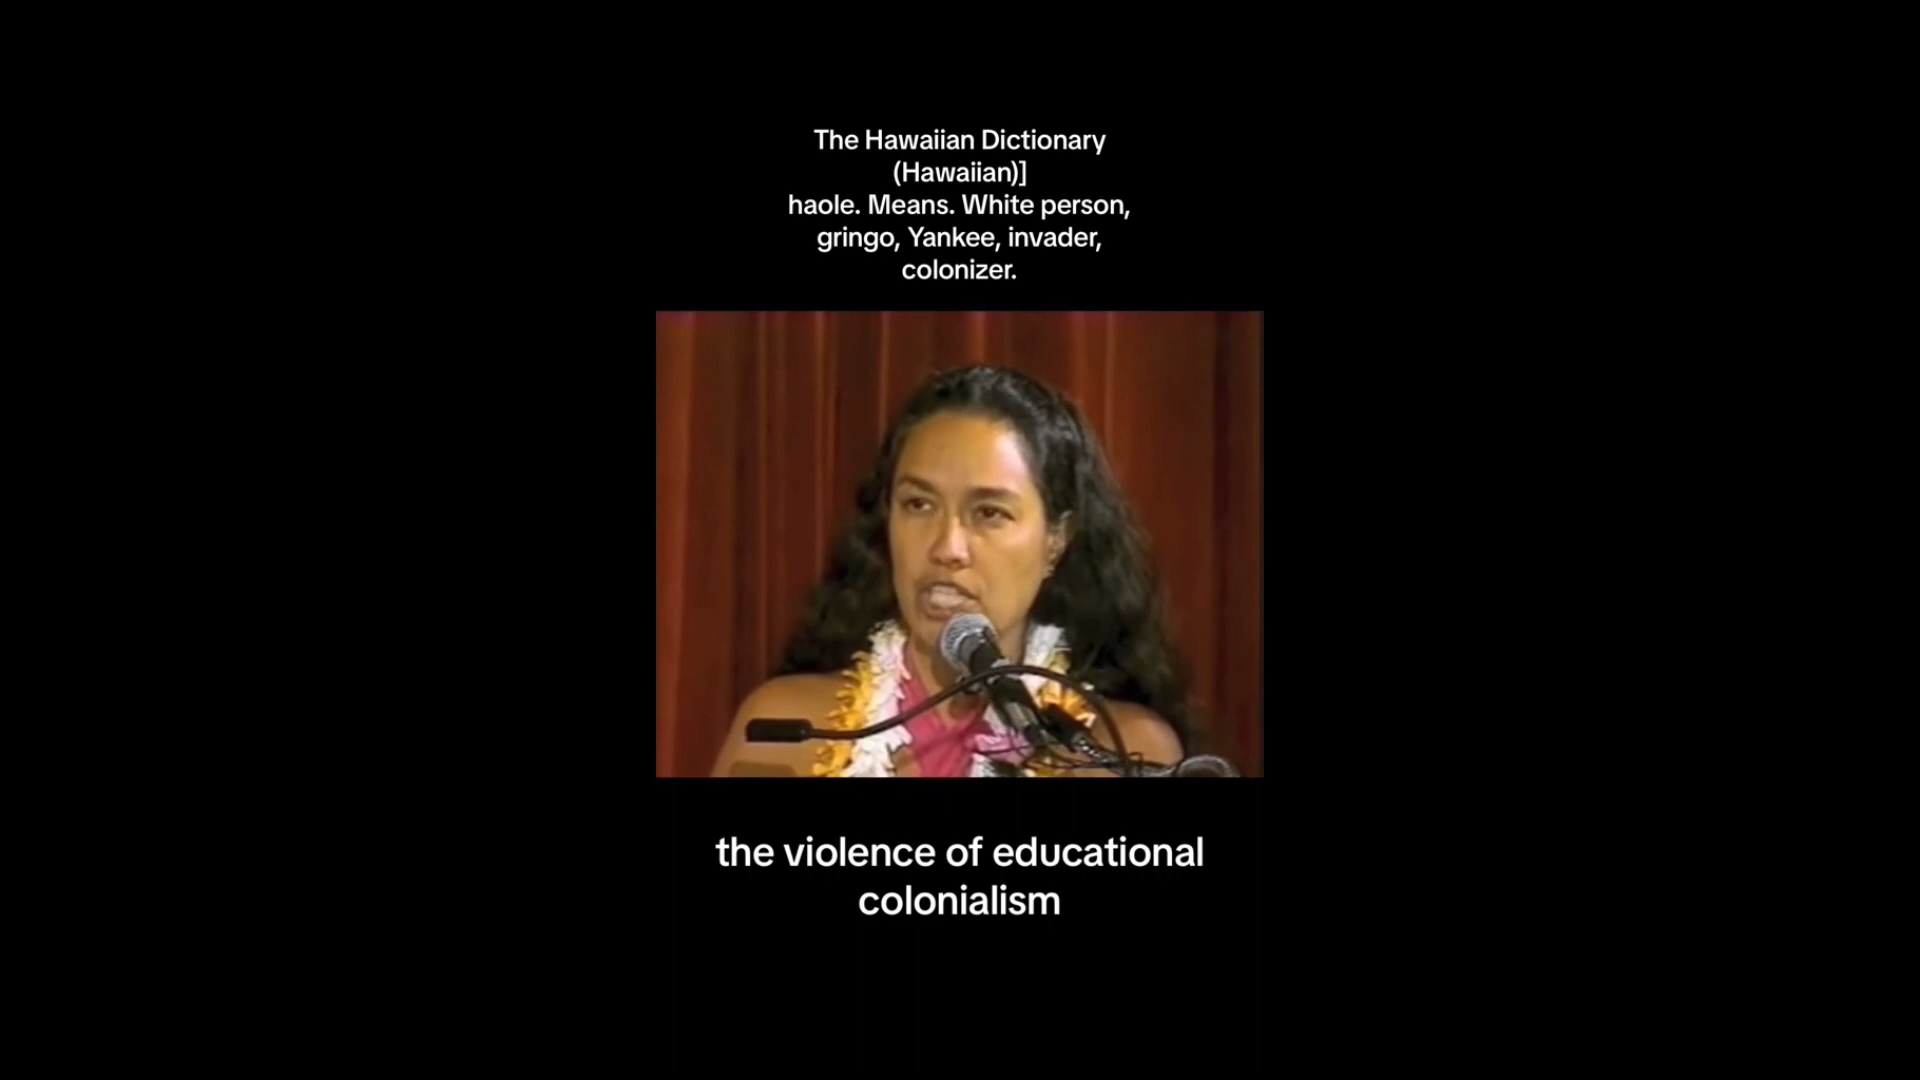 The Hawaiian Dictionary
(Hawaiian)]
haole. Means. White person,
gringo, Yankee, invader,
colonizer.
the violence of educational
colonialism